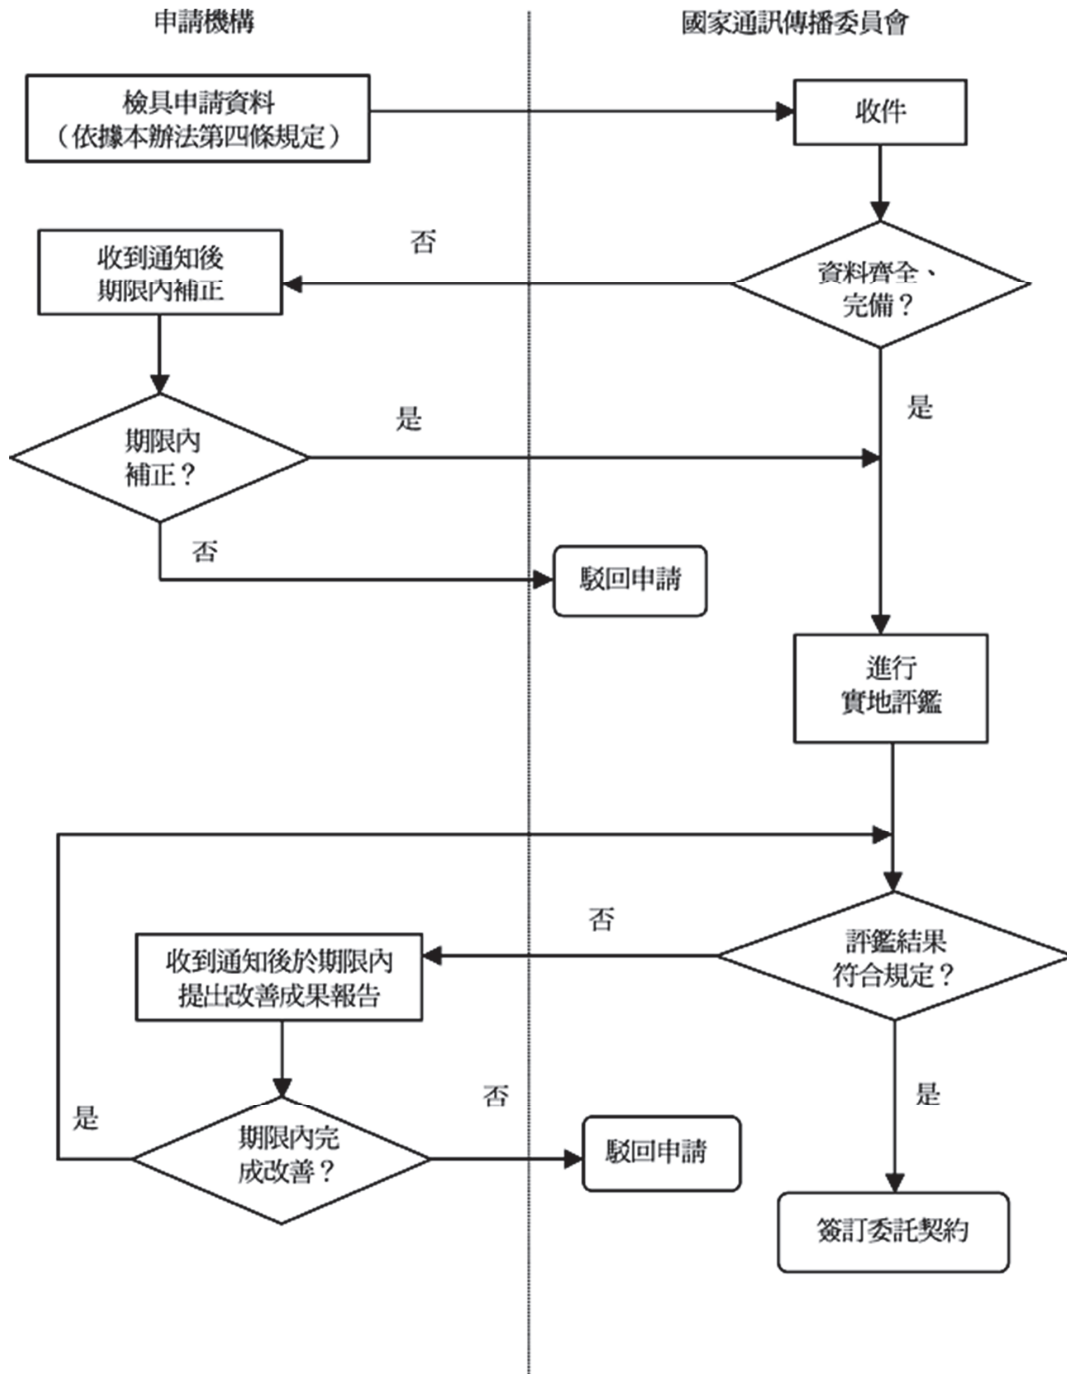 申請機構
國家通訊傳播委員會
檢具申請資料
（依據本辦法第四條規定）
收件
資料齊全、
完備？
否
收到通知後
期限內補正
是
期限內
補正？
是
否
駁回申請
進行
實地評鑑
評鑑結果
符合規定？
否
收到通知後於期限內
提出改善成果報告
期限內完
成改善？
是
否
駁回申請
是
簽訂委託契約